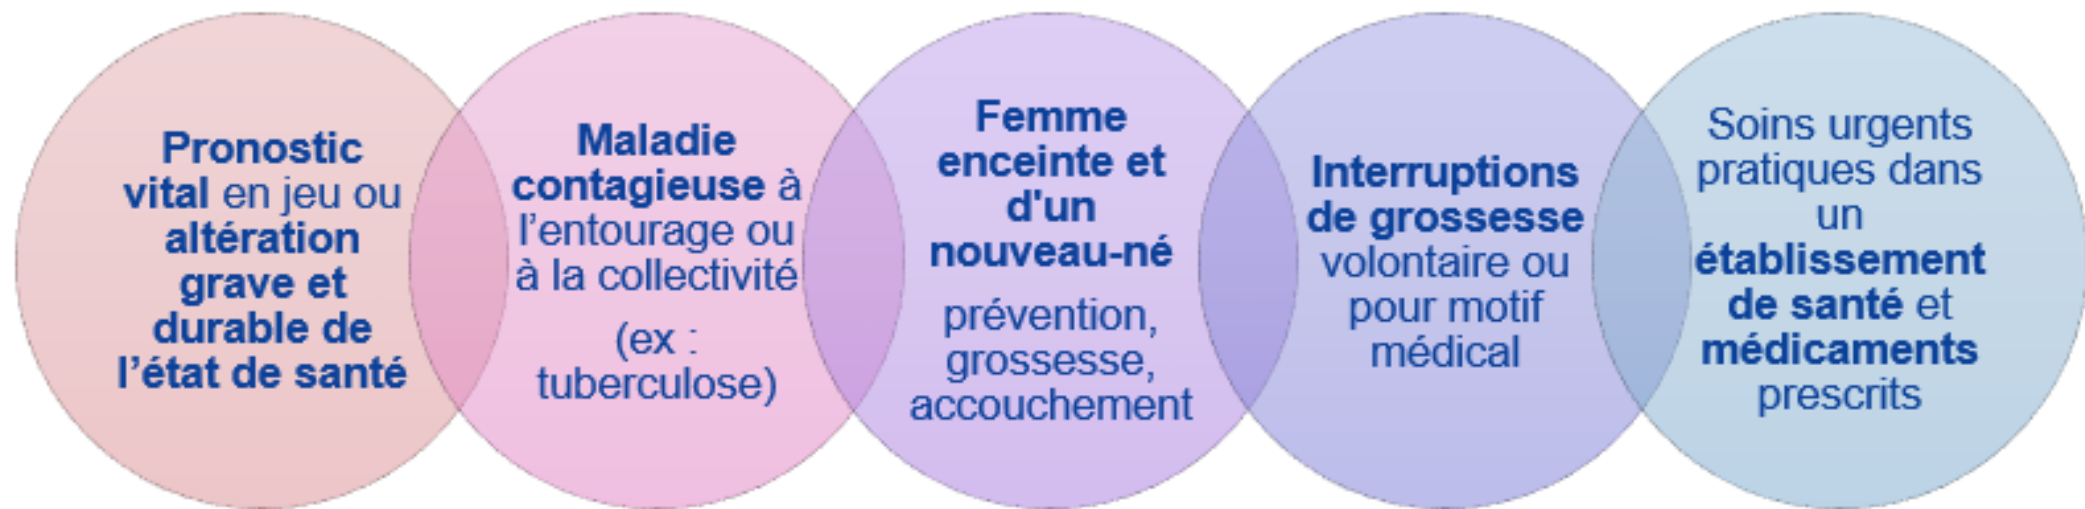 Pronostic
vital en jeu ou
altération
grave et
durable de
l’état de santé
Maladie
contagieuse à
l’entourage ou
à la collectivité
(ex :
tuberculose)
Femme
enceinte et
d'un
nouveau-né
prévention,
grossesse,
accouchement
Interruptions
de grossesse
volontaire ou
pour motif
médical
Soins urgents
pratiques dans
un
établissement
de santé et
médicaments
prescrits